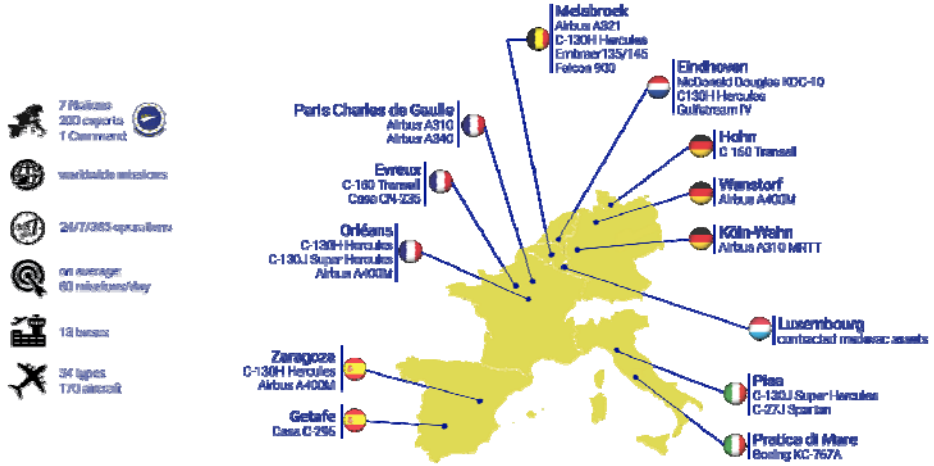 7 Nations
200 experts
1 Command
worldwide missions
24/7/365 operations
on average
60 missions/day
13 bases
170 aircraft
Melsbroek
Airbus A321
C-130H Hercules
Embraer 135/145
Falcon 900
Eindhoven
McDonald Douglas KDC-10
C130H Hercules
Gulfstream IV
Paris Charles de Gaulle
Airbus A310
Airbus A340
Hohn
C-160 Transall
Evreux
C-160 Transall
Casa CN-235
Wunstorf
Airbus A400M
Orléans
C-130H Hercules
C-130J Super Hercules
Airbus A400M
Köln-Wahn
Airbus A310 MRTT
Luxembourg
contracted medevac assets
Zaragoza
C-130H Hercules
Airbus A400M
Pisa
C-130J Super Hercules
C-27J Spartan
Getafe
Casa C-295
Pratica di Mare
Boeing KC-767A